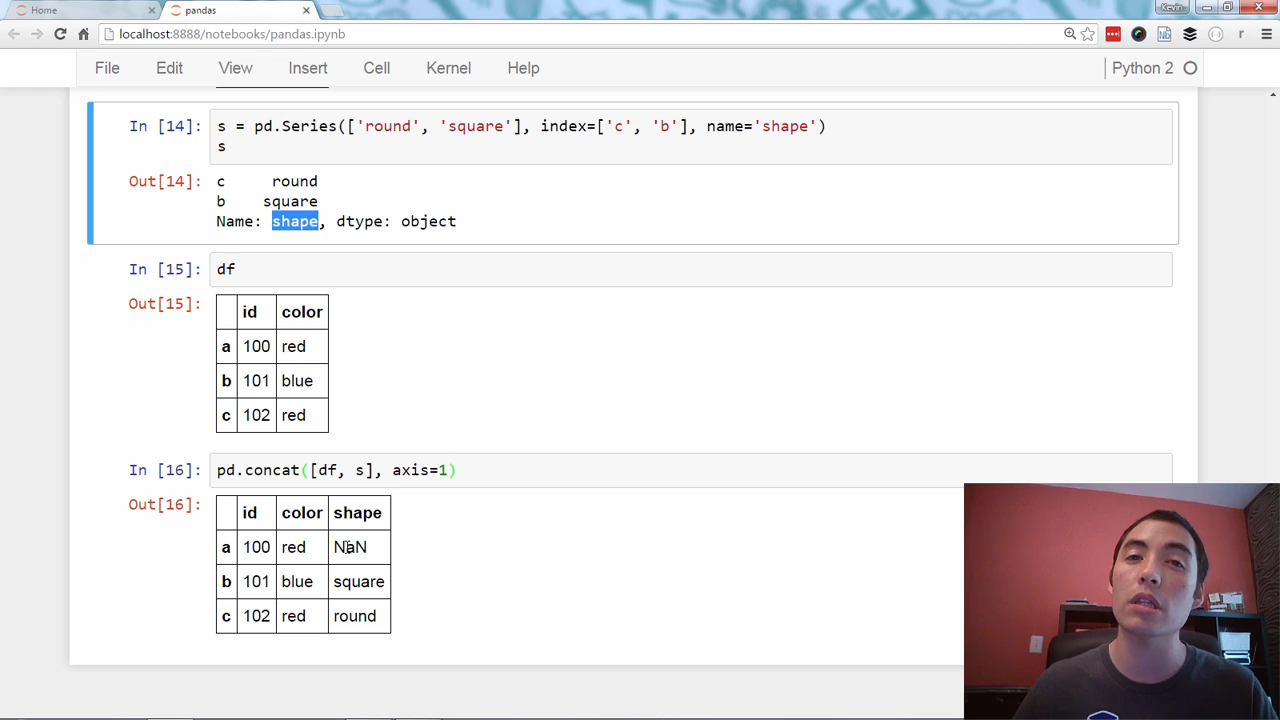 Home
pandas
Kevin
localhost:8888/notebooks/pandas.ipynb
File Edit View Insert Cell Kernel Help Python 2
In [14]: s = pd.Series(['round', 'square'], index=['c', 'b'], name='shape')
s
Out[14]: c round
b square
Name: shape, dtype: object
In [15]: df
Out[15]: id color
a 100 red
b 101 blue
c 102 red
In [16]: pd.concat([df, s], axis=1)
Out[16]: id color shape
a 100 red NaN
b 101 blue square
c 102 red round